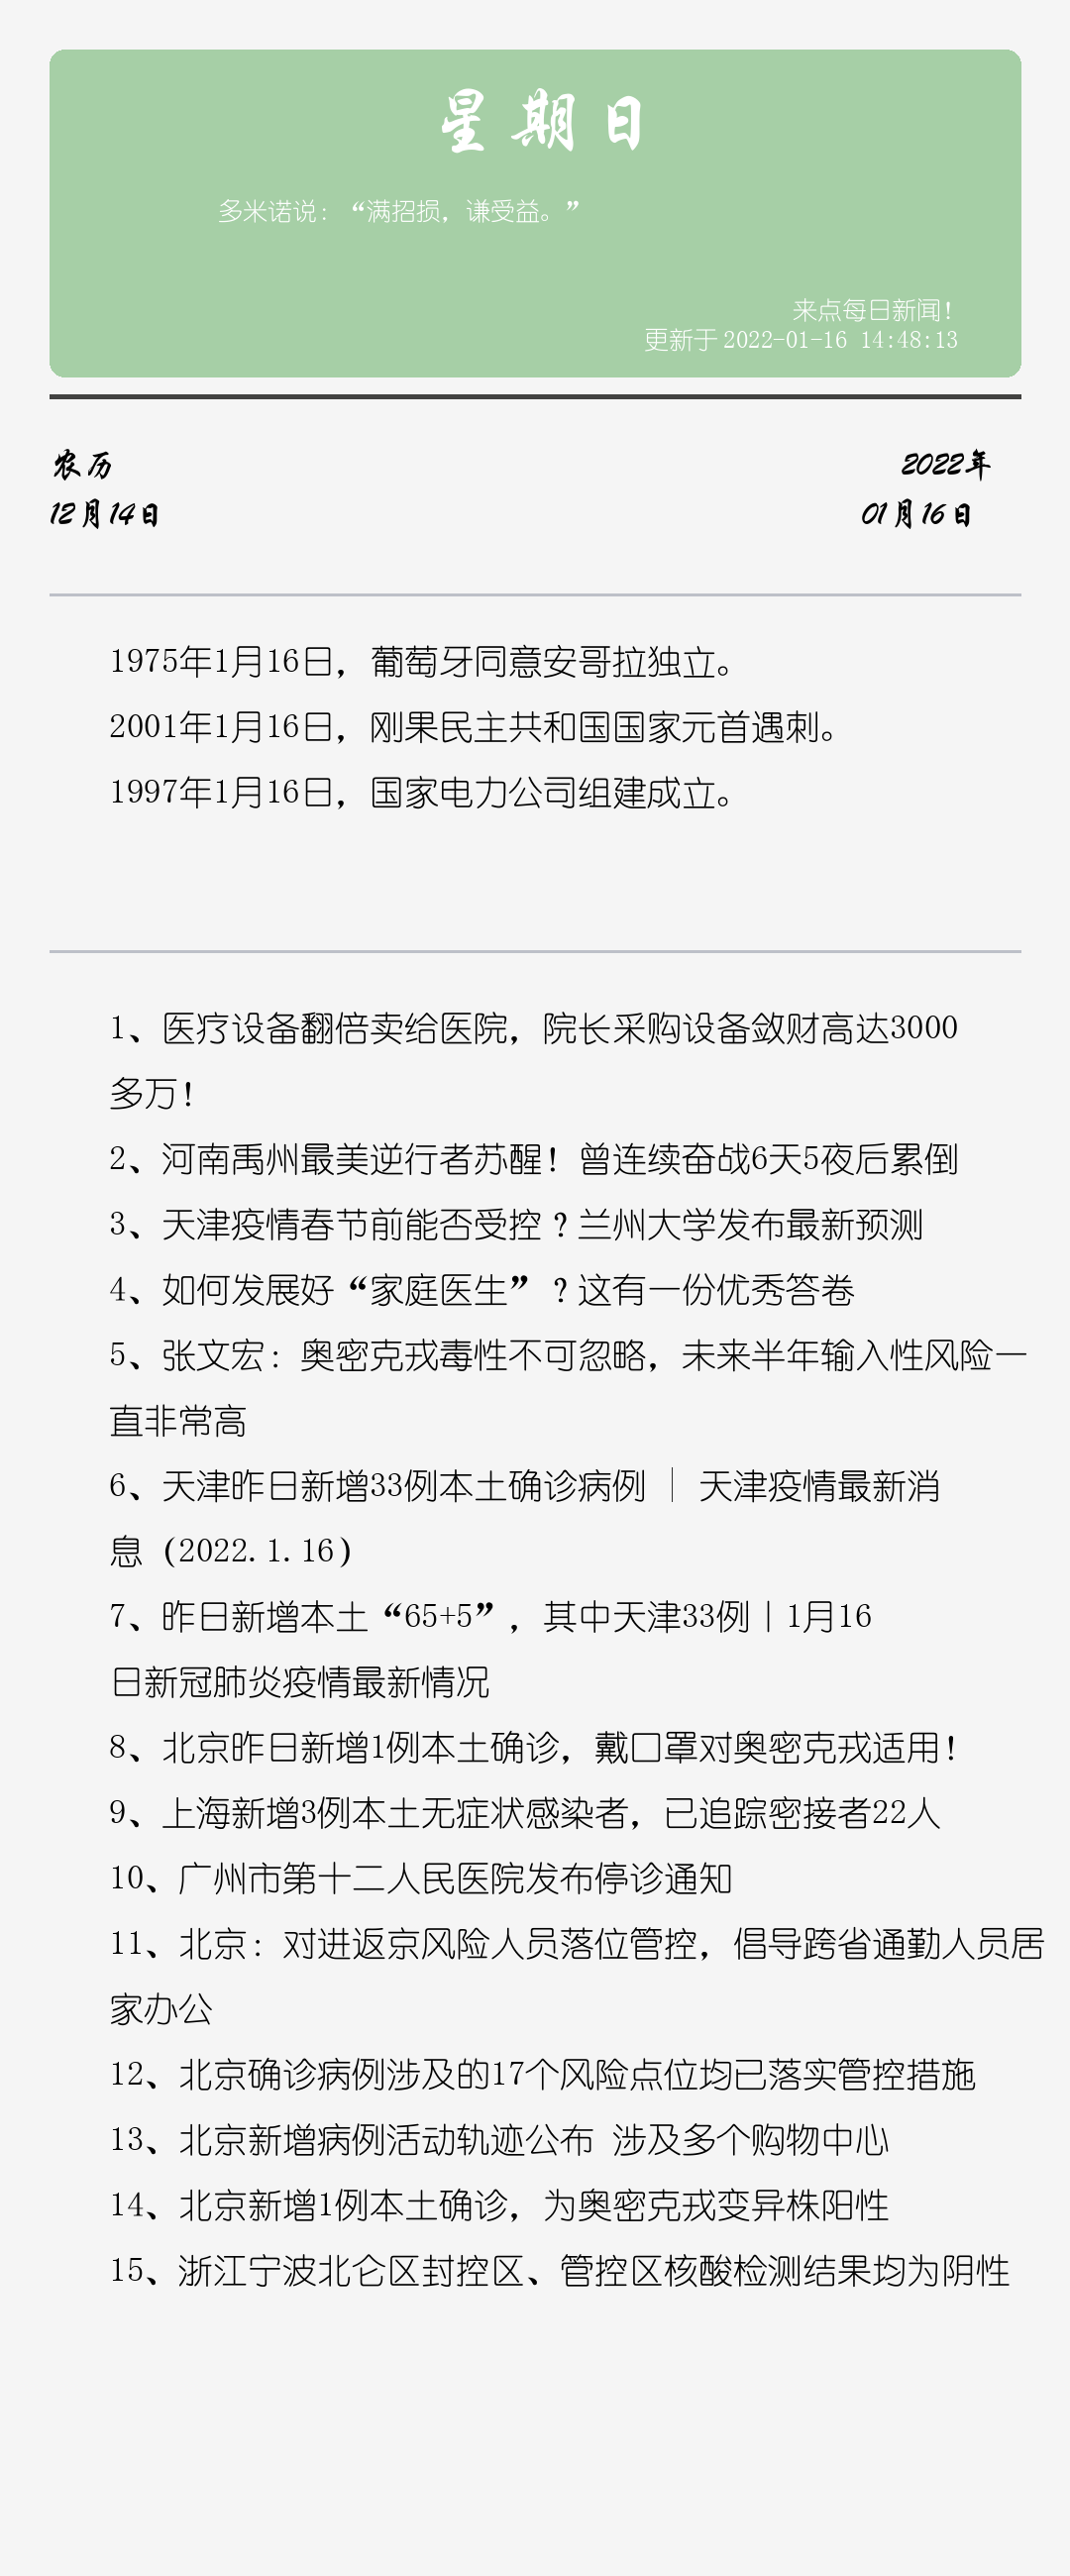 星期日
多米诺说：“满招损，谦受益。”
来点每日新闻！
更新于 2022-01-16 14:48:13
农历
2022年
12月14日
01月16日
1975年1月16日，葡萄牙同意安哥拉独立。
2001年1月16日，刚果民主共和国国家元首遇刺。
1997年1月16日，国家电力公司组建成立。
1、医疗设备翻倍卖给医院，院长采购设备敛财高达3000
多万！
2、河南禹州最美逆行者苏醒！曾连续奋战6天5夜后累倒
3、天津疫情春节前能否受控？兰州大学发布最新预测
4、如何发展好“家庭医生”？这有一份优秀答卷
5、张文宏：奥密克戎毒性不可忽略，未来半年输入性风险一
直非常高
6、天津昨日新增33例本土确诊病例 | 天津疫情最新消
息（2022.1.16）
7、昨日新增本土“65+5”，其中天津33例丨1月16
日新冠肺炎疫情最新情况
8、北京昨日新增1例本土确诊，戴口罩对奥密克戎适用！
9、上海新增3例本土无症状感染者，已追踪密接者22人
10、广州市第十二人民医院发布停诊通知
11、北京：对进返京风险人员落位管控，倡导跨省通勤人员居
家办公
12、北京确诊病例涉及的17个风险点位均已落实管控措施
13、北京新增病例活动轨迹公布 涉及多个购物中心
14、北京新增1例本土确诊，为奥密克戎变异株阳性
15、浙江宁波北仑区封控区、管控区核酸检测结果均为阴性